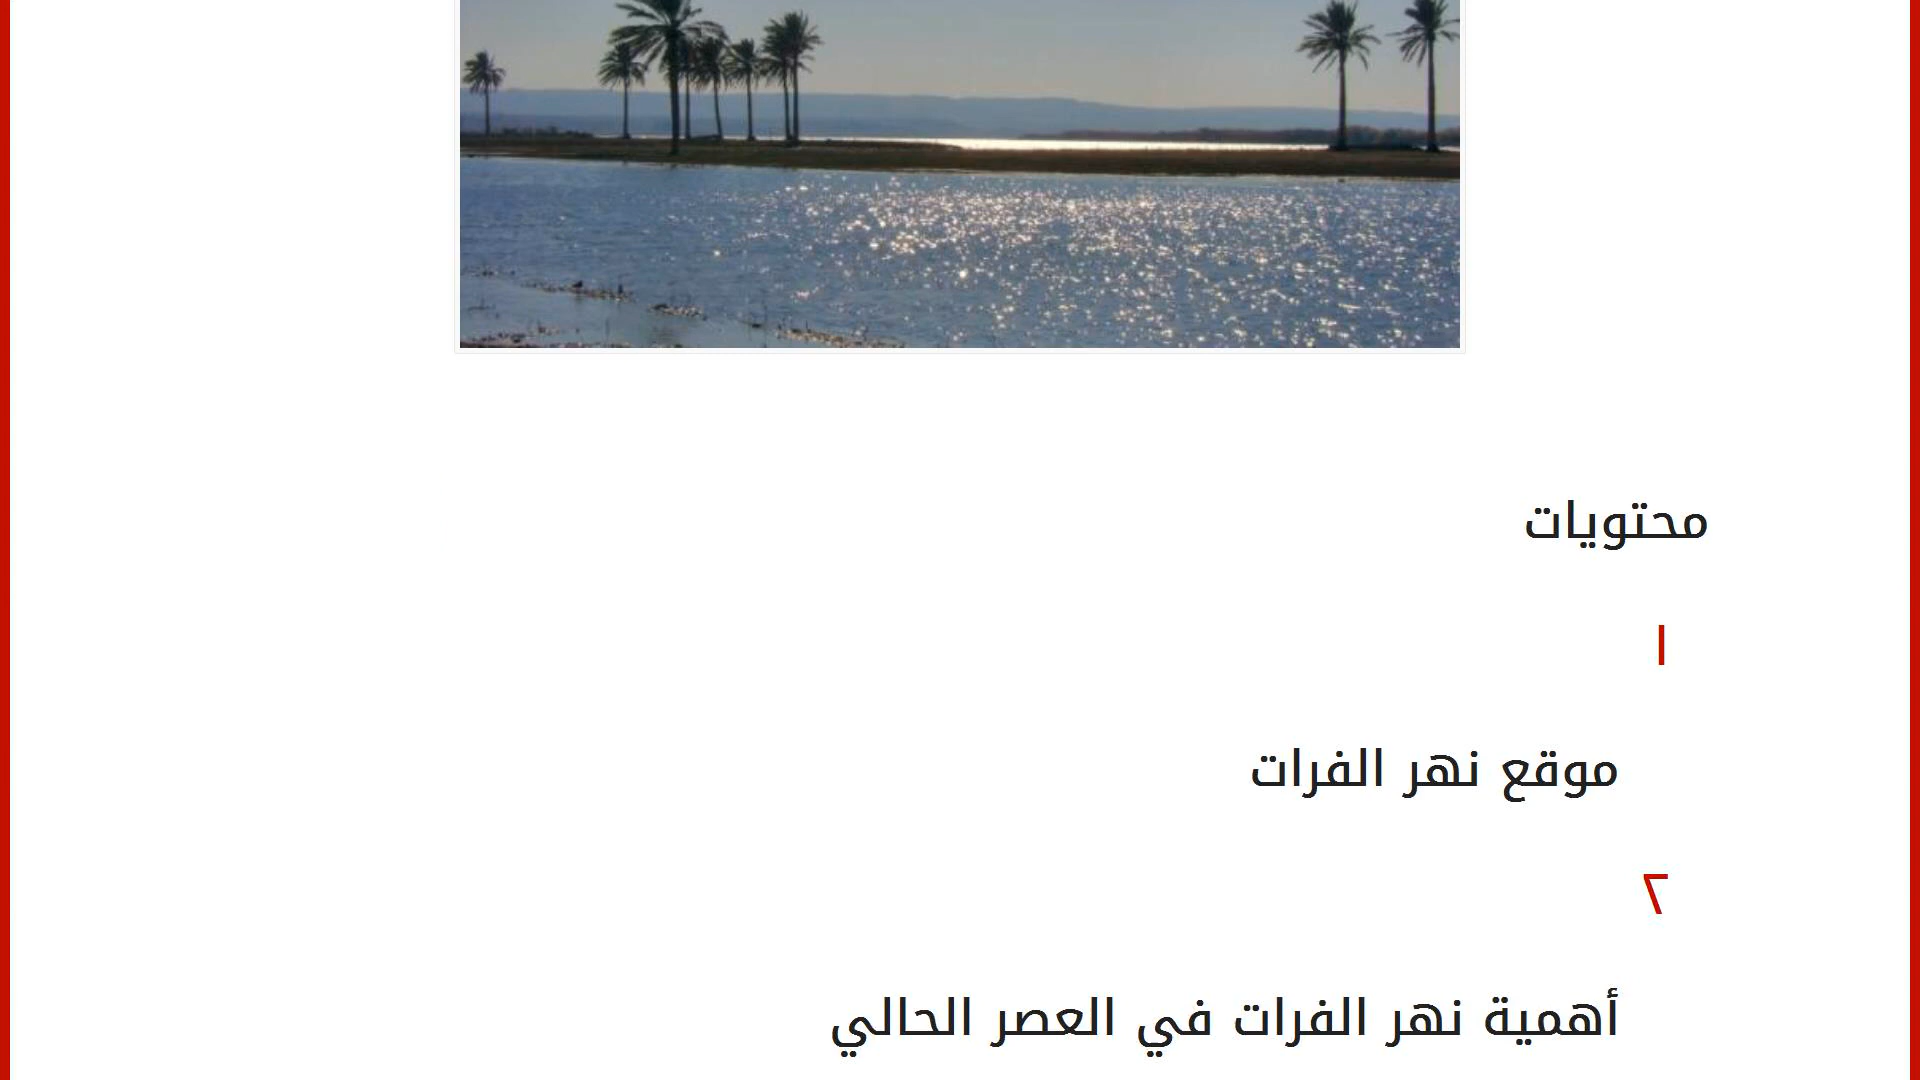 محتويات
١
موقع نهر الفرات
٢
أهمية نهر الفرات في العصر الحالي